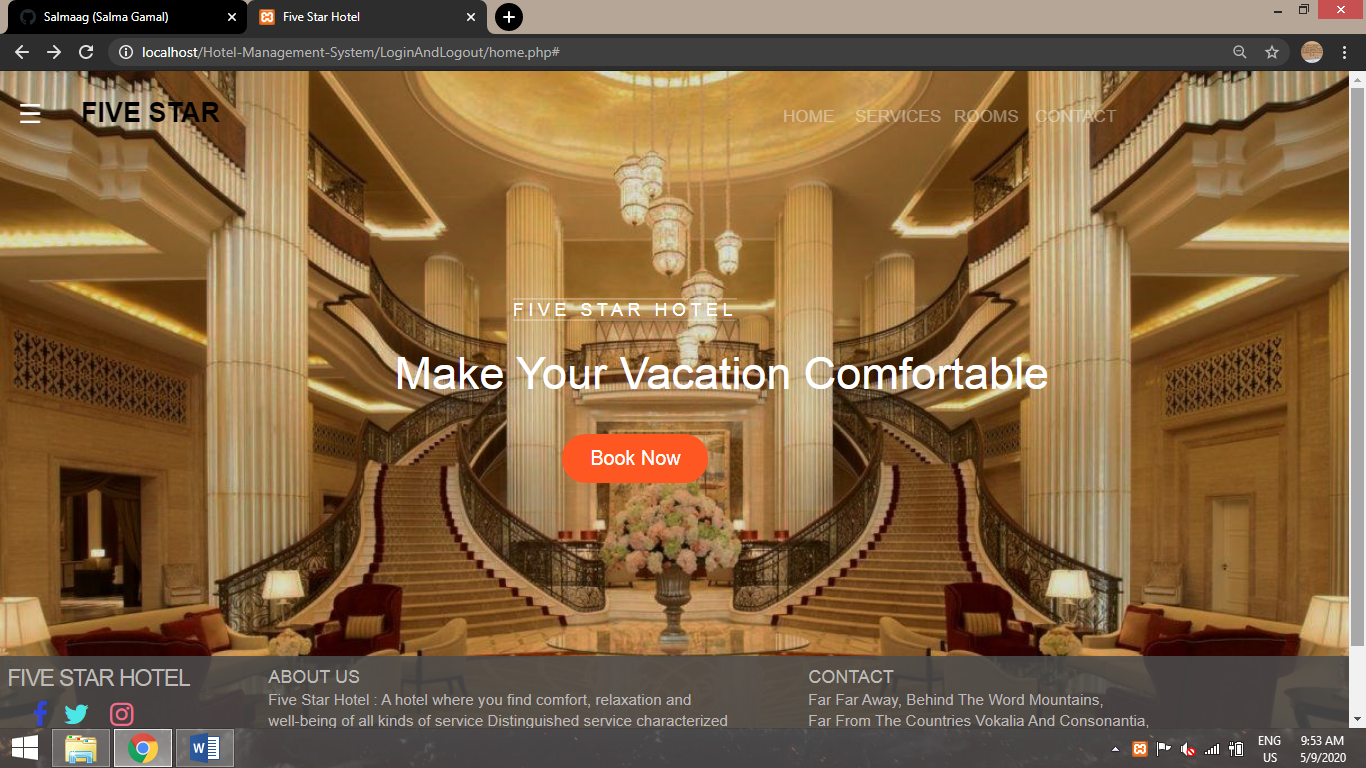 Salmaag (Salma Gamal)
Five Star Hotel
localhost/Hotel-Management-System/LoginAndLogout/home.php#
FIVE STAR
HOME SERVICES ROOMS CONTACT
FIVE STAR HOTEL
Make Your Vacation Comfortable
Book Now
FIVE STAR HOTEL
ABOUT US
Five Star Hotel : A hotel where you find comfort, relaxation and
well-being of all kinds of service Distinguished service characterized
CONTACT
Far Far Away, Behind The Word Mountains,
Far From The Countries Vokalia And Consonantia,
ENG
US
9:53 AM
5/9/2020